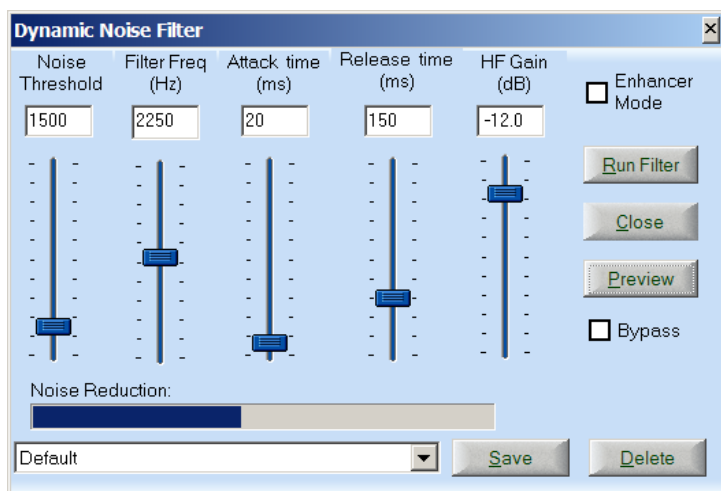 Dynamic Noise Filter
Noise
Threshold
Filter Freq
(Hz)
Attack time
(ms)
Release time
(ms)
HF Gain
(dB)
1500
2250
20
150
-12.0
Enhancer
Mode
Run Filter
Close
Preview
Bypass
Noise Reduction:
Default
Save
Delete